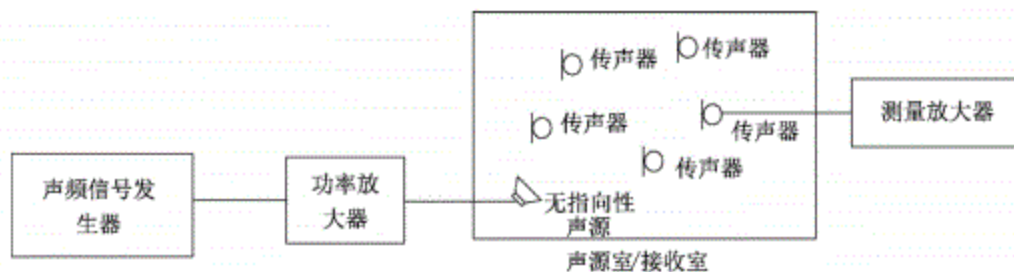 传声器
传声器
传声器
传声器
传声器
测量放大器
声频信号发
生器
功率放
大器
无指向性
声源
声源室/接收室